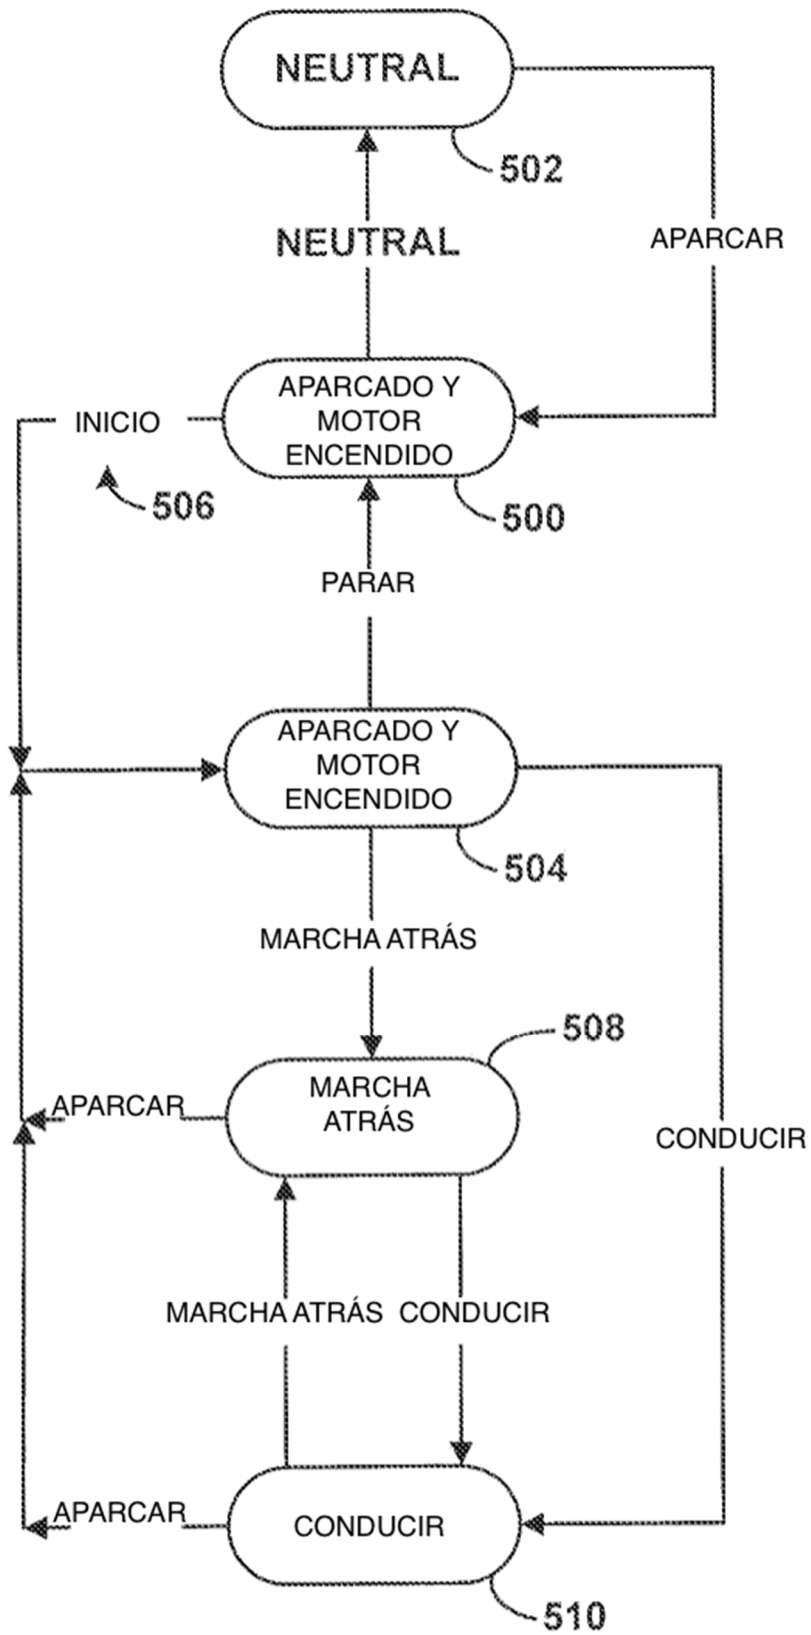 NEUTRAL
502
NEUTRAL
APARCAR
APARCADO Y
MOTOR
ENCENDIDO
INICIO
506
500
PARAR
APARCADO Y
MOTOR
ENCENDIDO
504
MARCHA ATRÁS
508
MARCHA
ATRÁS
APARCAR
CONDUCIR
MARCHA ATRÁS
CONDUCIR
APARCAR
CONDUCIR
510